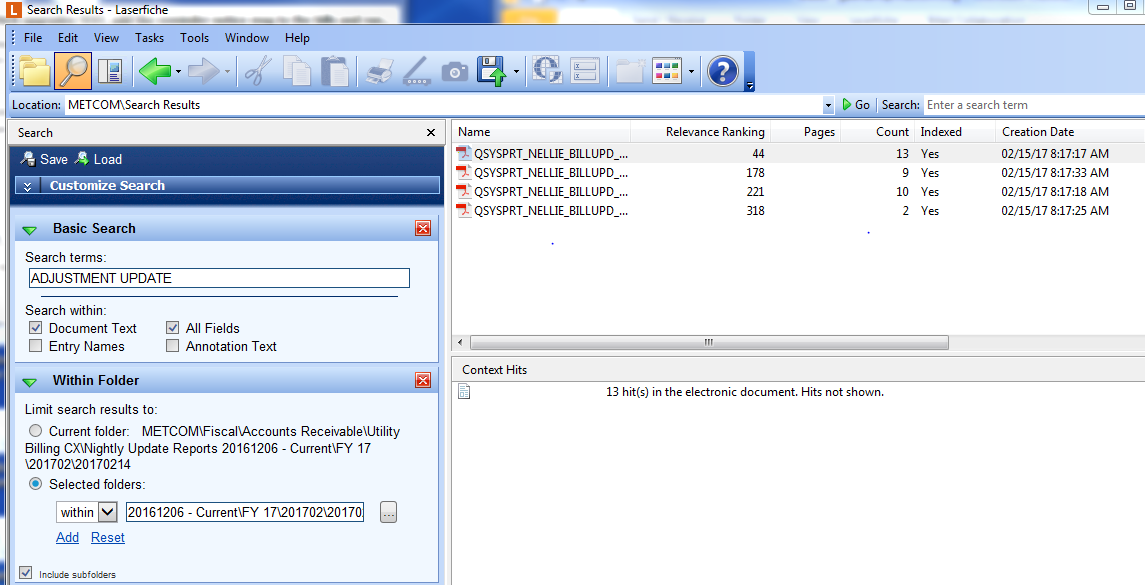 Search Results - Laserfiche
File Edit View Tasks Tools Window Help
Location: METCOM\Search Results Go Search: Enter a search term
Search
Save Load
Customize Search
Basic Search
Search terms:
ADJUSTMENT UPDATE
Search within:
Document Text All Fields
Entry Names Annotation Text
Within Folder
Limit search results to:
Current folder: METCOM\Fiscal\Accounts Receivable\Utility
Billing CX\Nightly Update Reports 20161206 - Current\FY 17
\201702\20170214
Selected folders:
within 20161206 - Current\FY 17\201702\20170
...
Add Reset
Include subfolders
Name Relevance Ranking Pages Count Indexed Creation Date
QSYSPRT_NELLIE_BILLUPD_... 44 13 Yes 02/15/17 8:17:17 AM
QSYSPRT_NELLIE_BILLUPD_... 178 9 Yes 02/15/17 8:17:33 AM
QSYSPRT_NELLIE_BILLUPD_... 221 10 Yes 02/15/17 8:17:18 AM
QSYSPRT_NELLIE_BILLUPD_... 318 2 Yes 02/15/17 8:17:25 AM
Context Hits
13 hit(s) in the electronic document. Hits not shown.